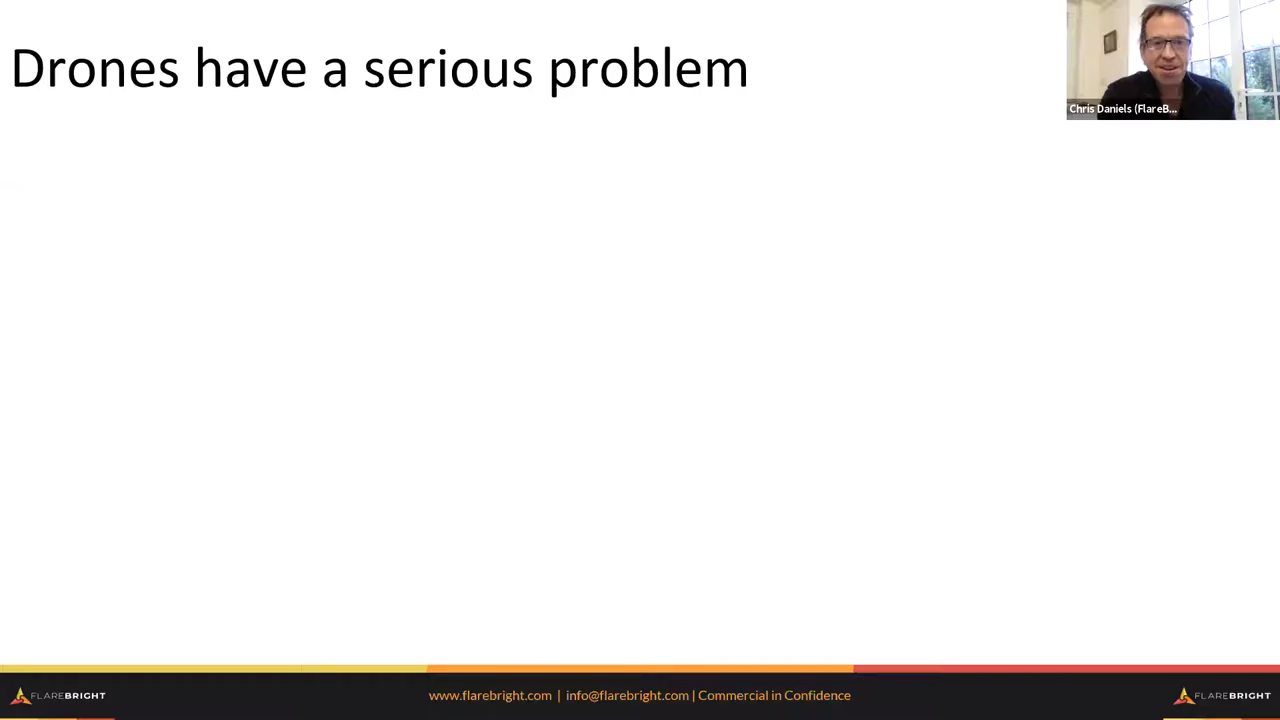 Drones have a serious problem
Chris Daniels (FlareB...
FLAREBRIGHT
www.flarebright.com | info@flarebright.com | Commercial in Confidence
FLAREBRIGHT